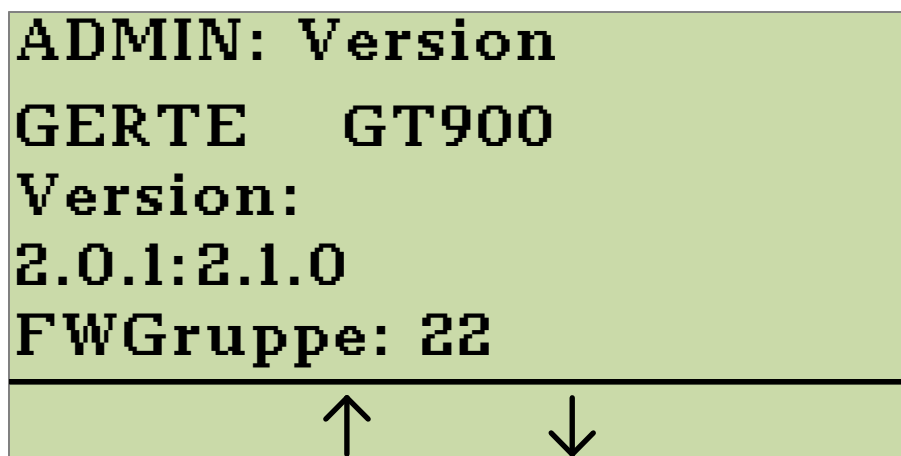 ADMIN: Version
GERTE GT900
Version:
2.0.1:2.1.0
FWGruppe: 22
↑ ↓